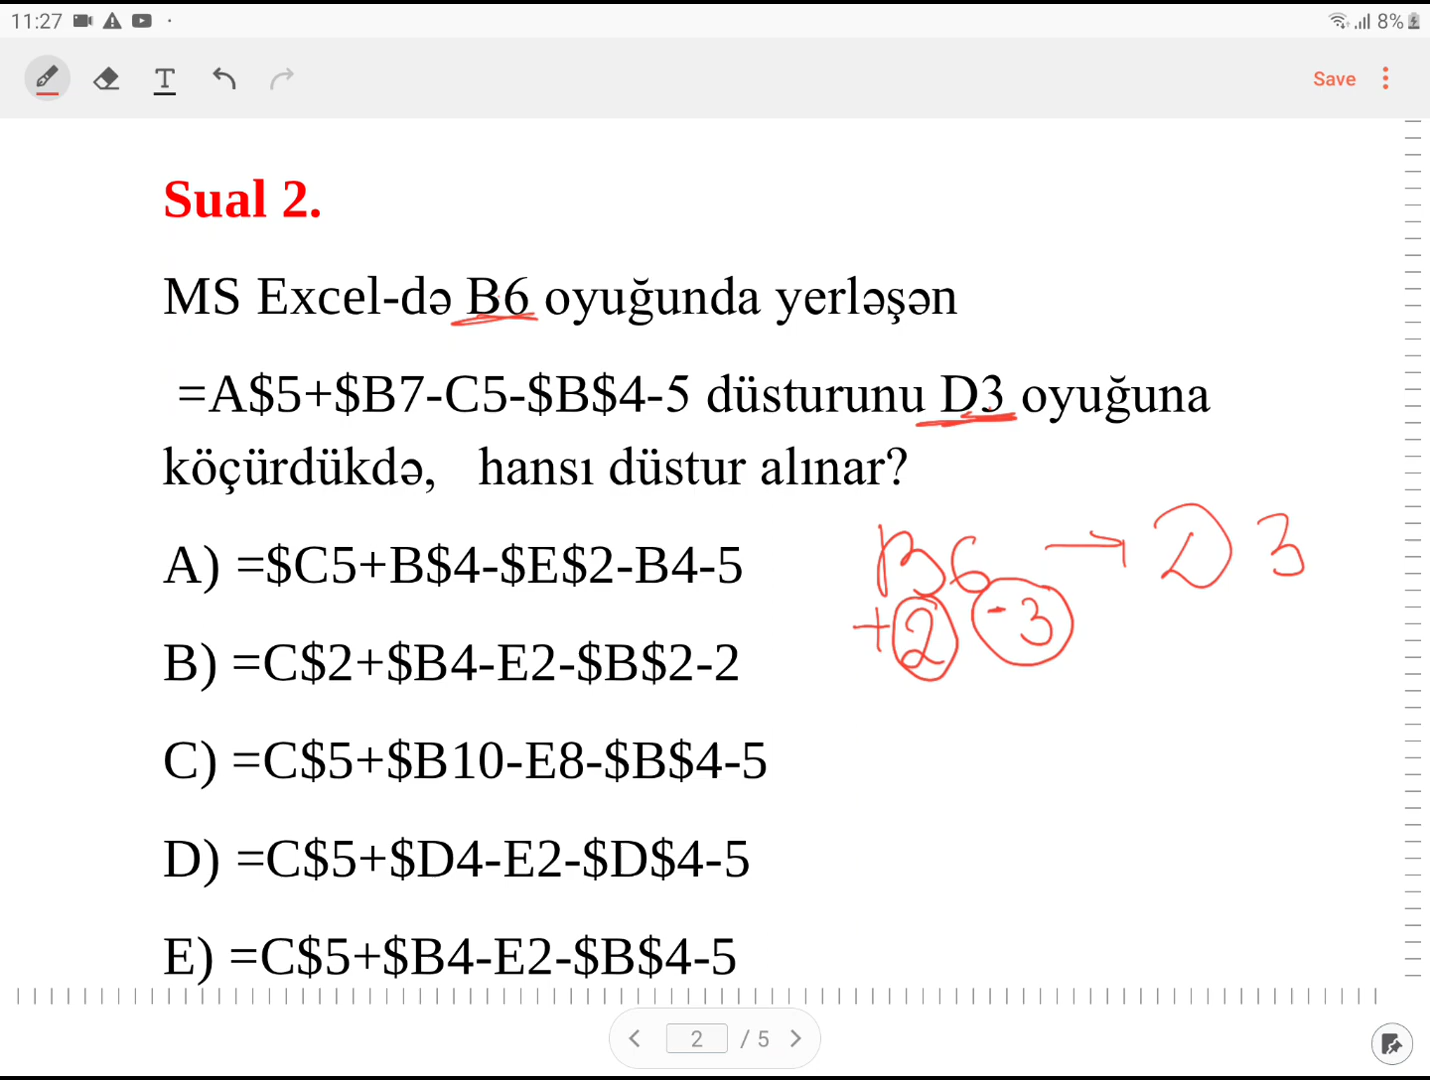 11:27
8%
T
Save
Sual 2.
MS Excel-də B6 oyuğunda yerləşən
=A$5+$B7-C5-$B$4-5 düsturunu D3 oyuğuna
köçürdükdə, hansı düstur alınar?
B6 → D3
+2 -3
A) =$C5+B$4-$E$2-B4-5
B) =C$2+$B4-E2-$B$2-2
C) =C$5+$B10-E8-$B$4-5
D) =C$5+$D4-E2-$D$4-5
E) =C$5+$B4-E2-$B$4-5
2 / 5